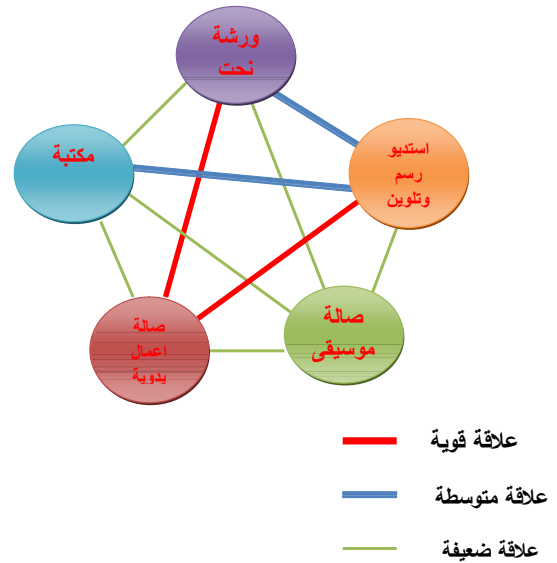 ورشة
نحت
استديو
رسم
وتلوين
مكتبة
صالة
موسيقى
صالة
اعمال
يدوية
علاقة قوية
علاقة متوسطة
علاقة ضعيفة